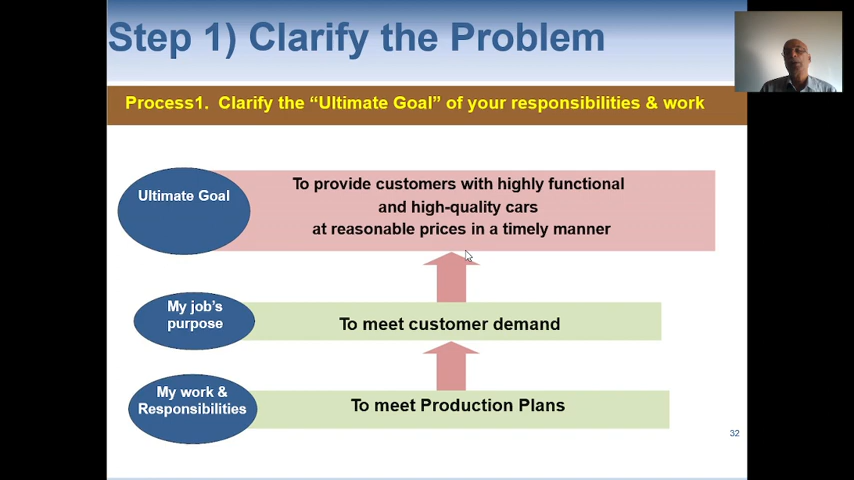 Step 1) Clarify the Problem
Process1. Clarify the “Ultimate Goal” of your responsibilities & work
Ultimate Goal
To provide customers with highly functional
and high-quality cars
at reasonable prices in a timely manner
My job's
purpose
To meet customer demand
My work &
Responsibilities
To meet Production Plans
32